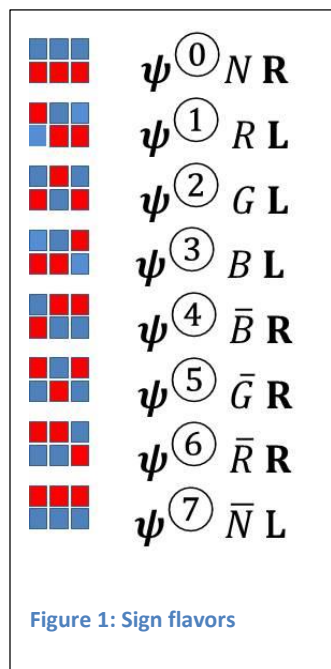 ψ⓪ N R
ψ① R L
ψ② G L
ψ③ B L
ψ④ B̄ R
ψ⑤ Ḡ R
ψ⑥ R̄ R
ψ⑦ N̄ L
Figure 1: Sign flavors